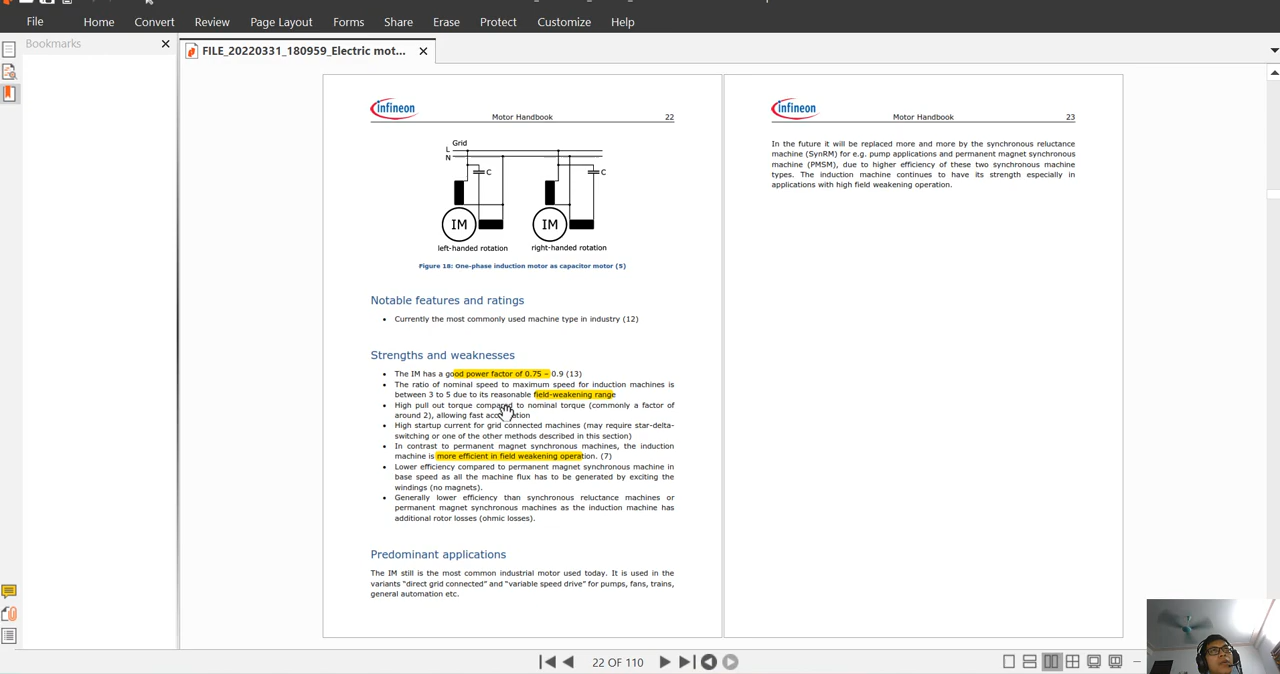 File Home Convert Review Page Layout Forms Share Erase Protect Customize Help
Bookmarks
FILE_20220331_180959_Electric mot...
infineon
Motor Handbook 22
Grid
L
N
C C
IM IM
left-handed rotation right-handed rotation
Figure 18: One-phase induction motor as capacitor motor (5)
Notable features and ratings
• Currently the most commonly used machine type in industry (12)
Strengths and weaknesses
• The IM has a good power factor of 0.75 – 0.9 (13)
• The ratio of nominal speed to maximum speed for induction machines is
between 3 to 5 due to its reasonable field-weakening range
• High pull out torque compared to nominal torque (commonly a factor of
around 2), allowing fast acceleration
• High startup current for grid connected machines (may require star-delta-
switching or one of the other methods described in this section)
• In contrast to permanent magnet synchronous machines, the induction
machine is more efficient in field weakening operation. (7)
• Lower efficiency compared to permanent magnet synchronous machine in
base speed as all the machine flux has to be generated by exciting the
windings (no magnets).
• Generally lower efficiency than synchronous reluctance machines or
permanent magnet synchronous machines as the induction machine has
additional rotor losses (ohmic losses).
Predominant applications
The IM still is the most common industrial motor used today. It is used in the
variants "direct grid connected" and "variable speed drive" for pumps, fans, trains,
general automation etc.
infineon
Motor Handbook 23
In the future it will be replaced more and more by the synchronous reluctance
machine (SynRM) for e.g. pump applications and permanent magnet synchronous
machine (PMSM), due to higher efficiency of these two synchronous machine
types. The induction machine continues to have its strength especially in
applications with high field weakening operation.
22 OF 110